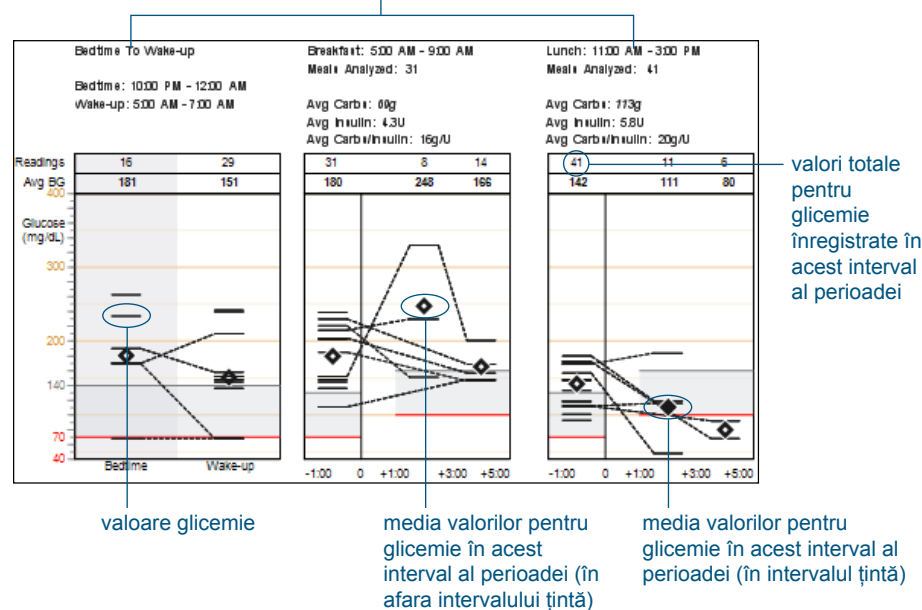 Bedtime To Wake-up
Bedtime: 10:00 PM - 12:00 AM
Wake-up: 5:00 AM - 7:00 AM
Breakfast: 5:00 AM - 9:00 AM
Meals Analyzed: 31
Avg Carbs: 69g
Avg Insulin: 4.3U
Avg Carbs/Insulin: 16g/U
Lunch: 11:00 AM - 3:00 PM
Meals Analyzed: 41
Avg Carbs: 113g
Avg Insulin: 5.8U
Avg Carbs/Insulin: 20g/U
Readings 16 29 31 8 14 41 11 6
Avg BG 181 151 180 248 166 142 111 80
400
Glucose
(mg/dL)
300
200
140
70
40
Bedtime Wake-up
-1:00 0 +1:00 +3:00 +5:00
-1:00 0 +1:00 +3:00 +5:00
valori totale
pentru
glicemie
înregistrate în
acest interval
al perioadei
valoare glicemie
media valorilor pentru
glicemie în acest
interval al perioadei (în
afara intervalului țintă)
media valorilor pentru
glicemie în acest interval al
perioadei (în intervalul țintă)